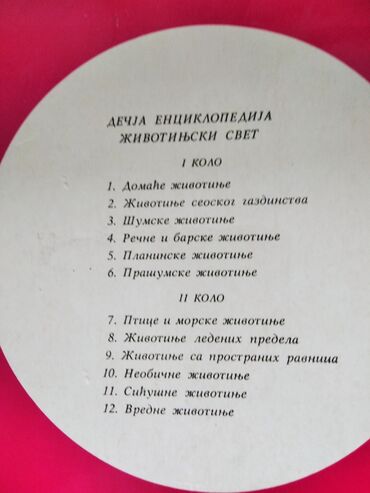 ДЕЧЈА ЕНЦИКЛОПЕДИЈА
ЖИВОТИЊСКИ СВЕТ
I КОЛО
1. Домаће животиње
2. Животиње сеоског газдинства
3. Шумске животиње
4. Речне и барске животиње
5. Планинске животиње
6. Прашумске животиње
II КОЛО
7. Птице и морске животиње
8. Животиње ледених предела
9. Животиње са пространих равница
10. Необичне животиње
11. Сићушне животиње
12. Вредне животиње